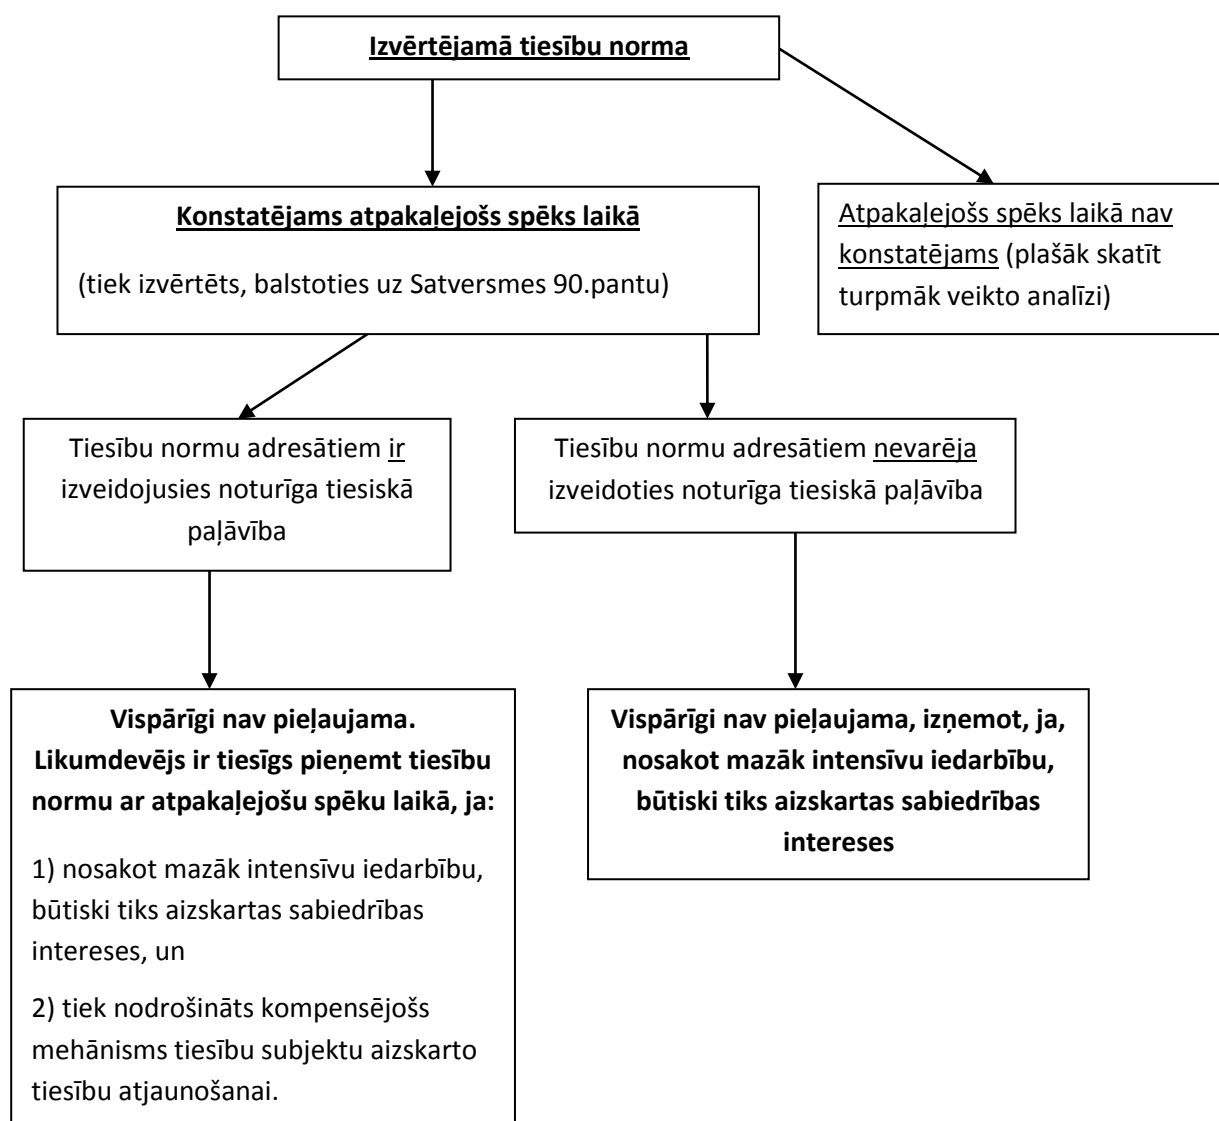 Izvērtējamā tiesību norma
Konstatējams atpakaļejošs spēks laikā
(tiek izvērtēts, balstoties uz Satversmes 90.pantu)
Atpakaļejošs spēks laikā nav
konstatējams (plašāk skatīt
turpmāk veikto analīzi)
Tiesību normu adresātiem ir
izveidojusies noturīga tiesiskā
paļāvība
Tiesību normu adresātiem nevarēja
izveidoties noturīga tiesiskā paļāvība
Vispārīgi nav pieļaujama.
Likumdevējs ir tiesīgs pieņemt tiesību
normu ar atpakaļejošu spēku laikā, ja:
1) nosakot mazāk intensīvu iedarbību,
būtiski tiks aizskartas sabiedrības
intereses, un
2) tiek nodrošināts kompensējošs
mehānisms tiesību subjektu aizskarto
tiesību atjaunošanai.
Vispārīgi nav pieļaujama, izņemot, ja,
nosakot mazāk intensīvu iedarbību,
būtiski tiks aizskartas sabiedrības
intereses